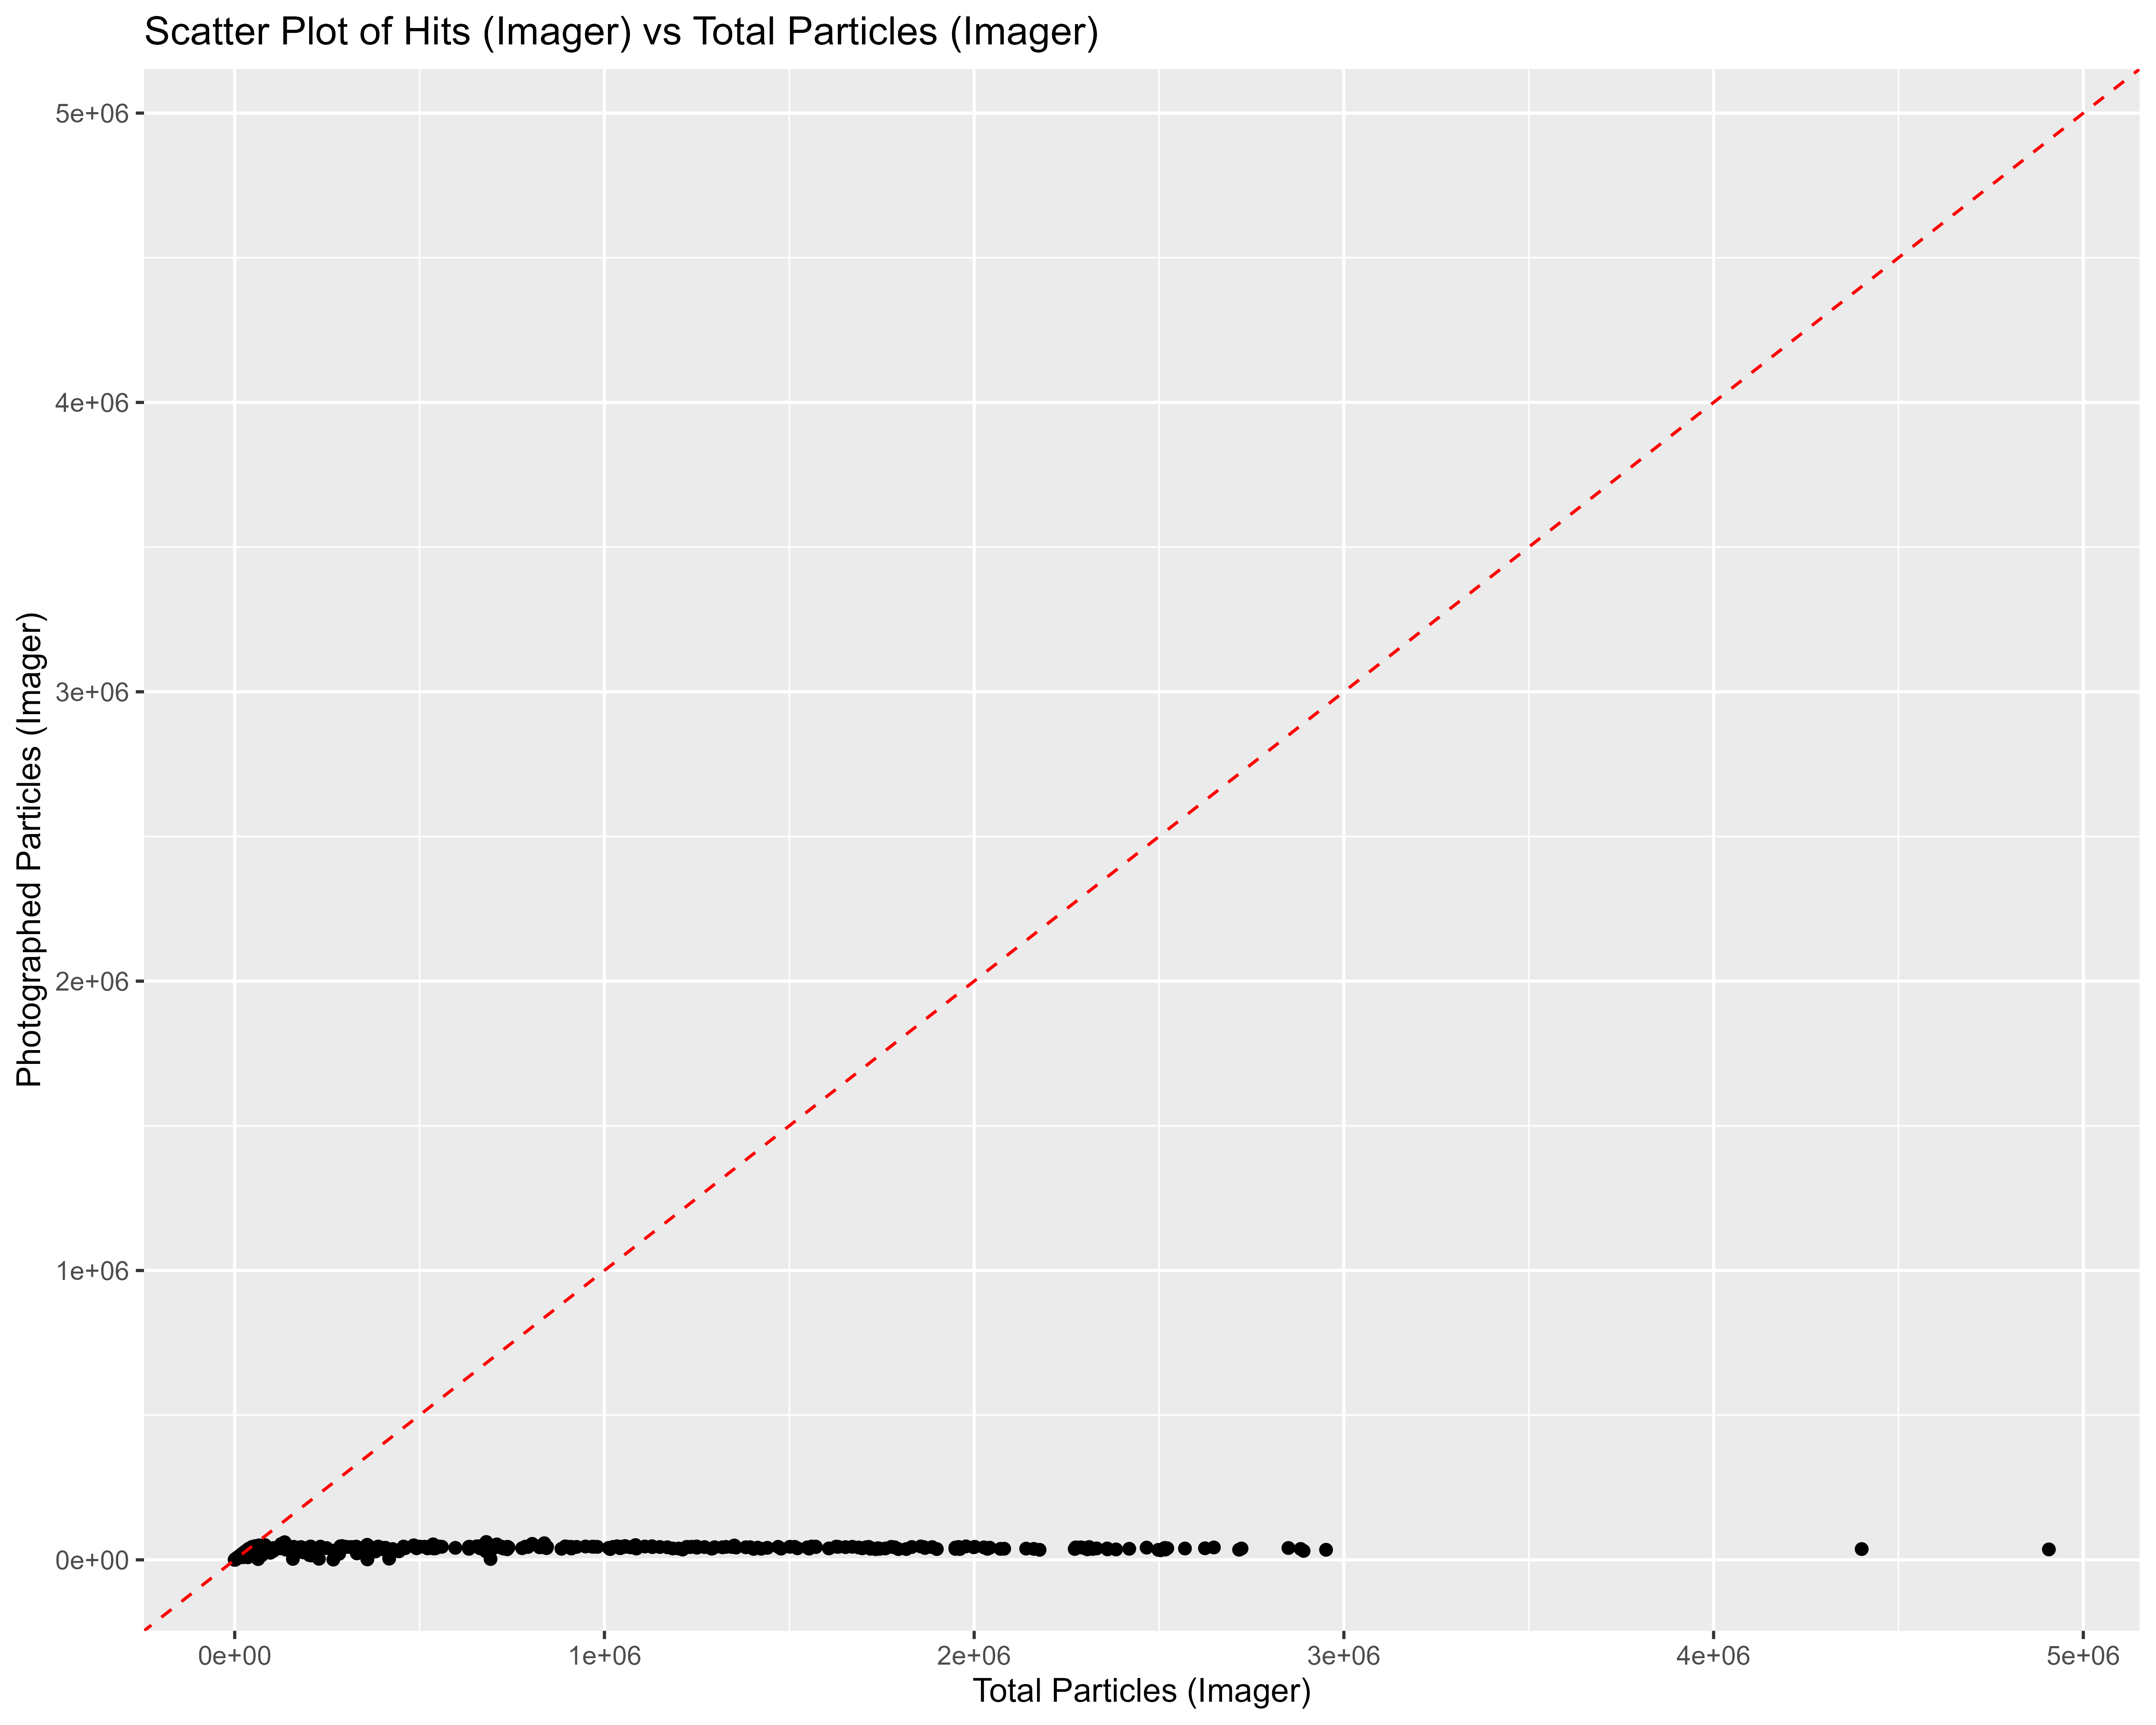 Scatter Plot of Hits (Imager) vs Total Particles (Imager)
Photographed Particles (Imager)
5e+06
4e+06
3e+06
2e+06
1e+06
0e+00
0e+00 1e+06 2e+06 3e+06 4e+06 5e+06
Total Particles (Imager)